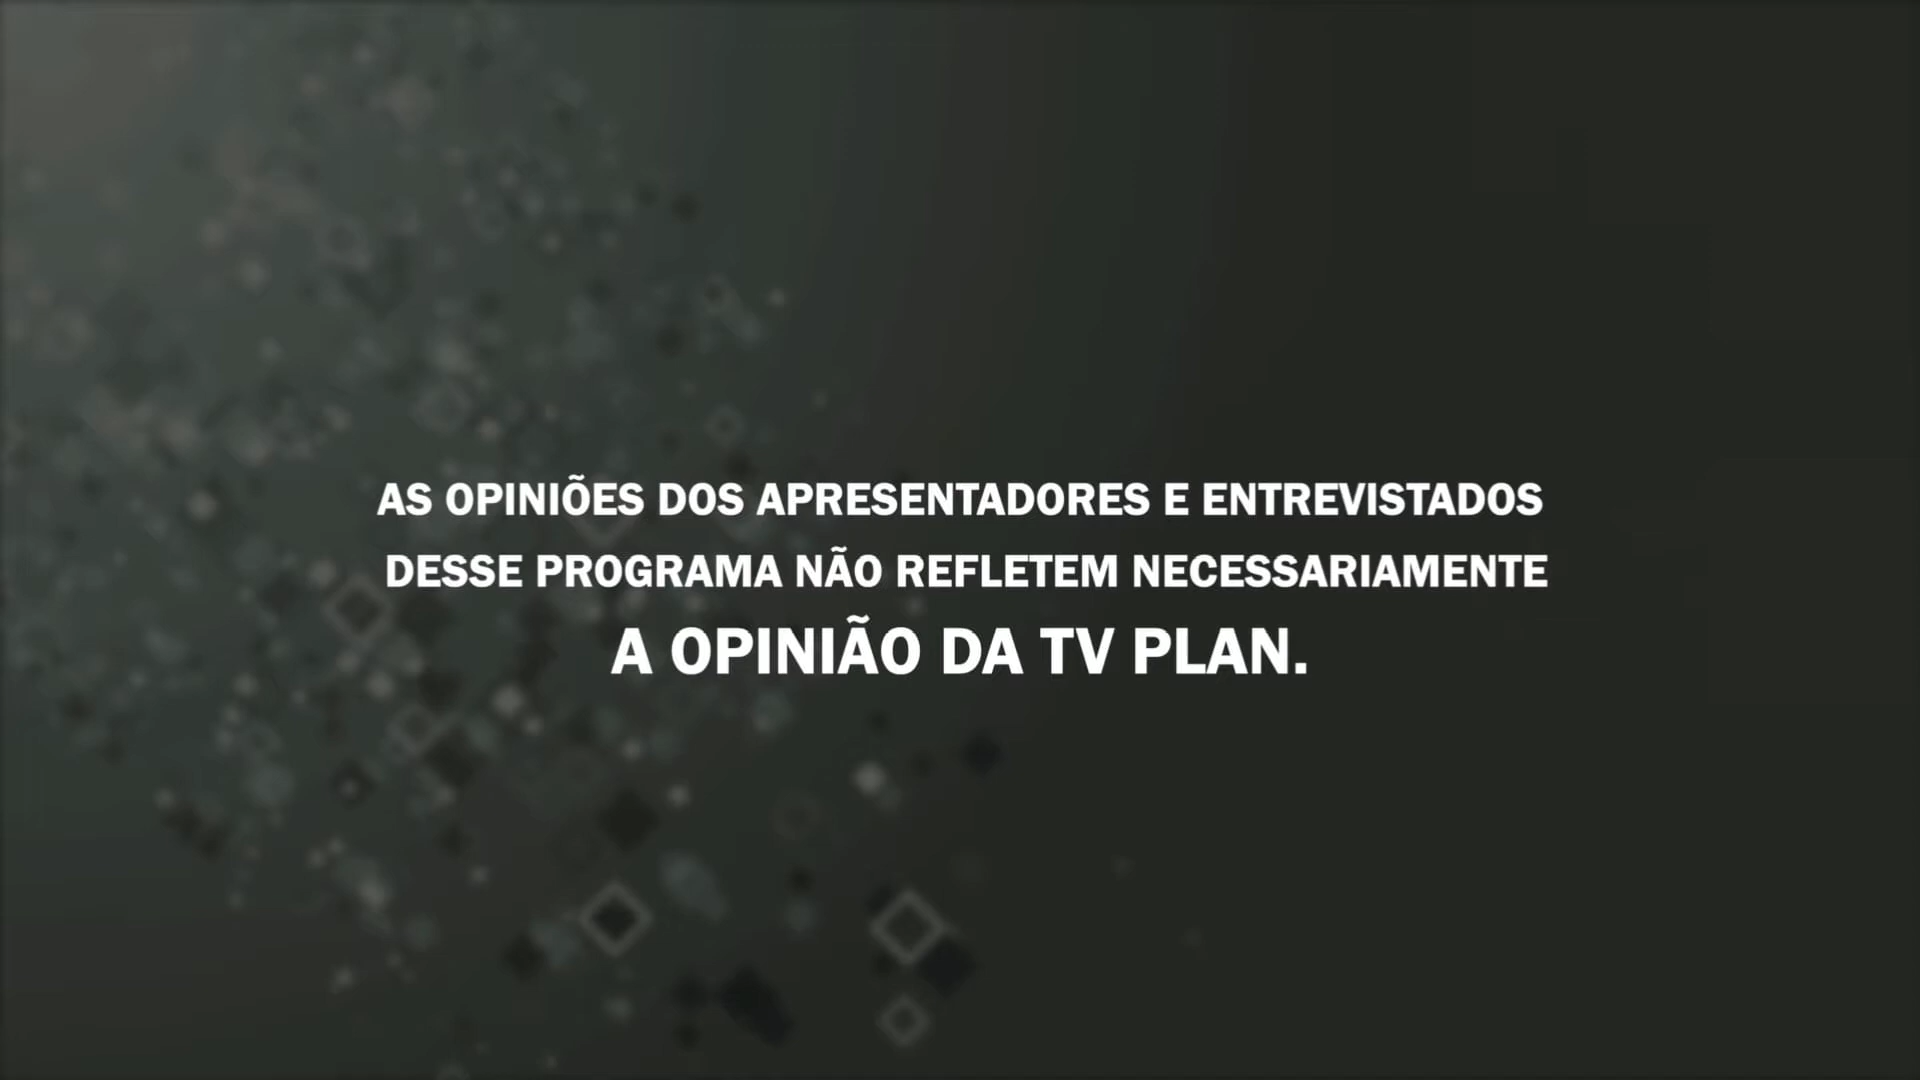 AS OPINIÕES DOS APRESENTADORES E ENTREVISTADOS
DESSE PROGRAMA NÃO REFLETEM NECESSARIAMENTE
A OPINIÃO DA TV PLAN.